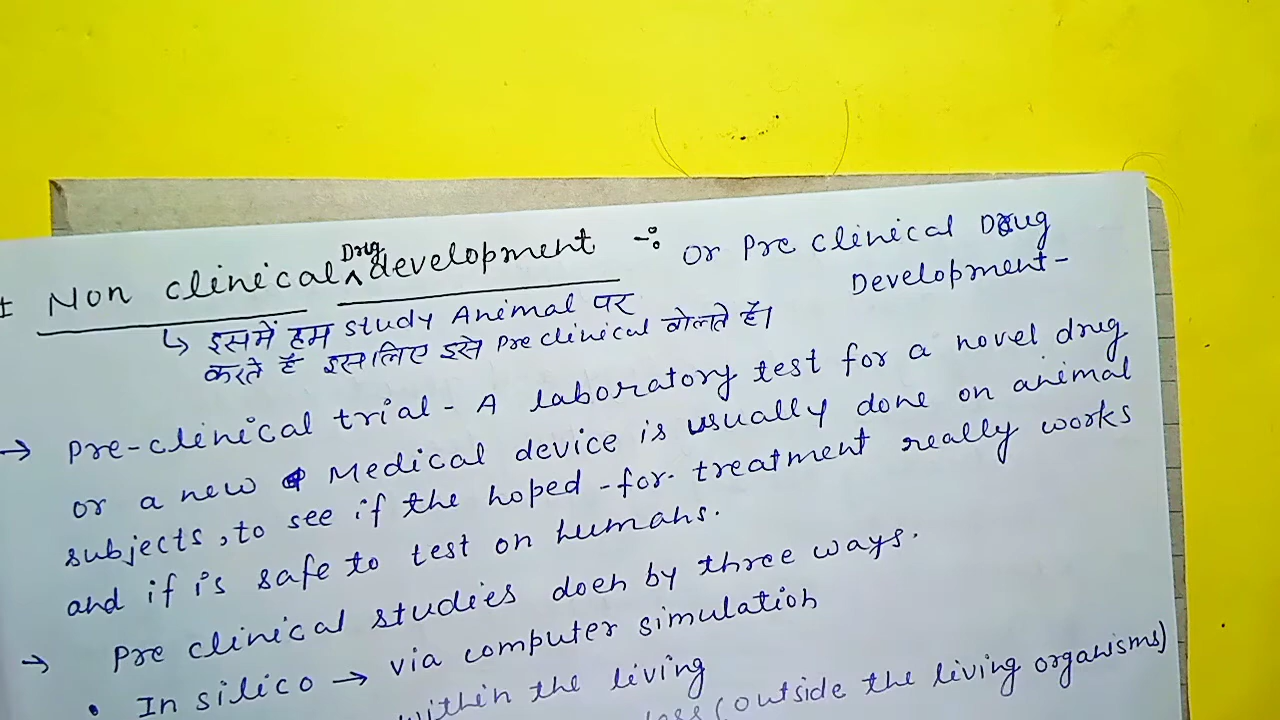 Non clinical Drug development -: or Pre clinical Drug
Development-
↳ इसमें हम study Animal पर
करते हैं इसलिए इसे Pre clinical बोलते हैं।
→ Pre-clinical trial - A laboratory test for a novel drug
or a new Medical device is usually done on animal
subjects, to see if the hoped-for treatment really works
and if is safe to test on humans.
→ Pre clinical studies doen by three ways.
• In silico → via computer simulation
within the living
(outside the living organisms)